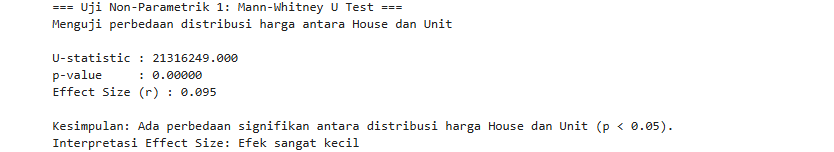 === Uji Non-Parametrik 1: Mann-Whitney U Test ===
Menguji perbedaan distribusi harga antara House dan Unit
U-statistic : 21316249.000
p-value     : 0.00000
Effect Size (r) : 0.095
Kesimpulan: Ada perbedaan signifikan antara distribusi harga House dan Unit (p < 0.05).
Interpretasi Effect Size: Efek sangat kecil